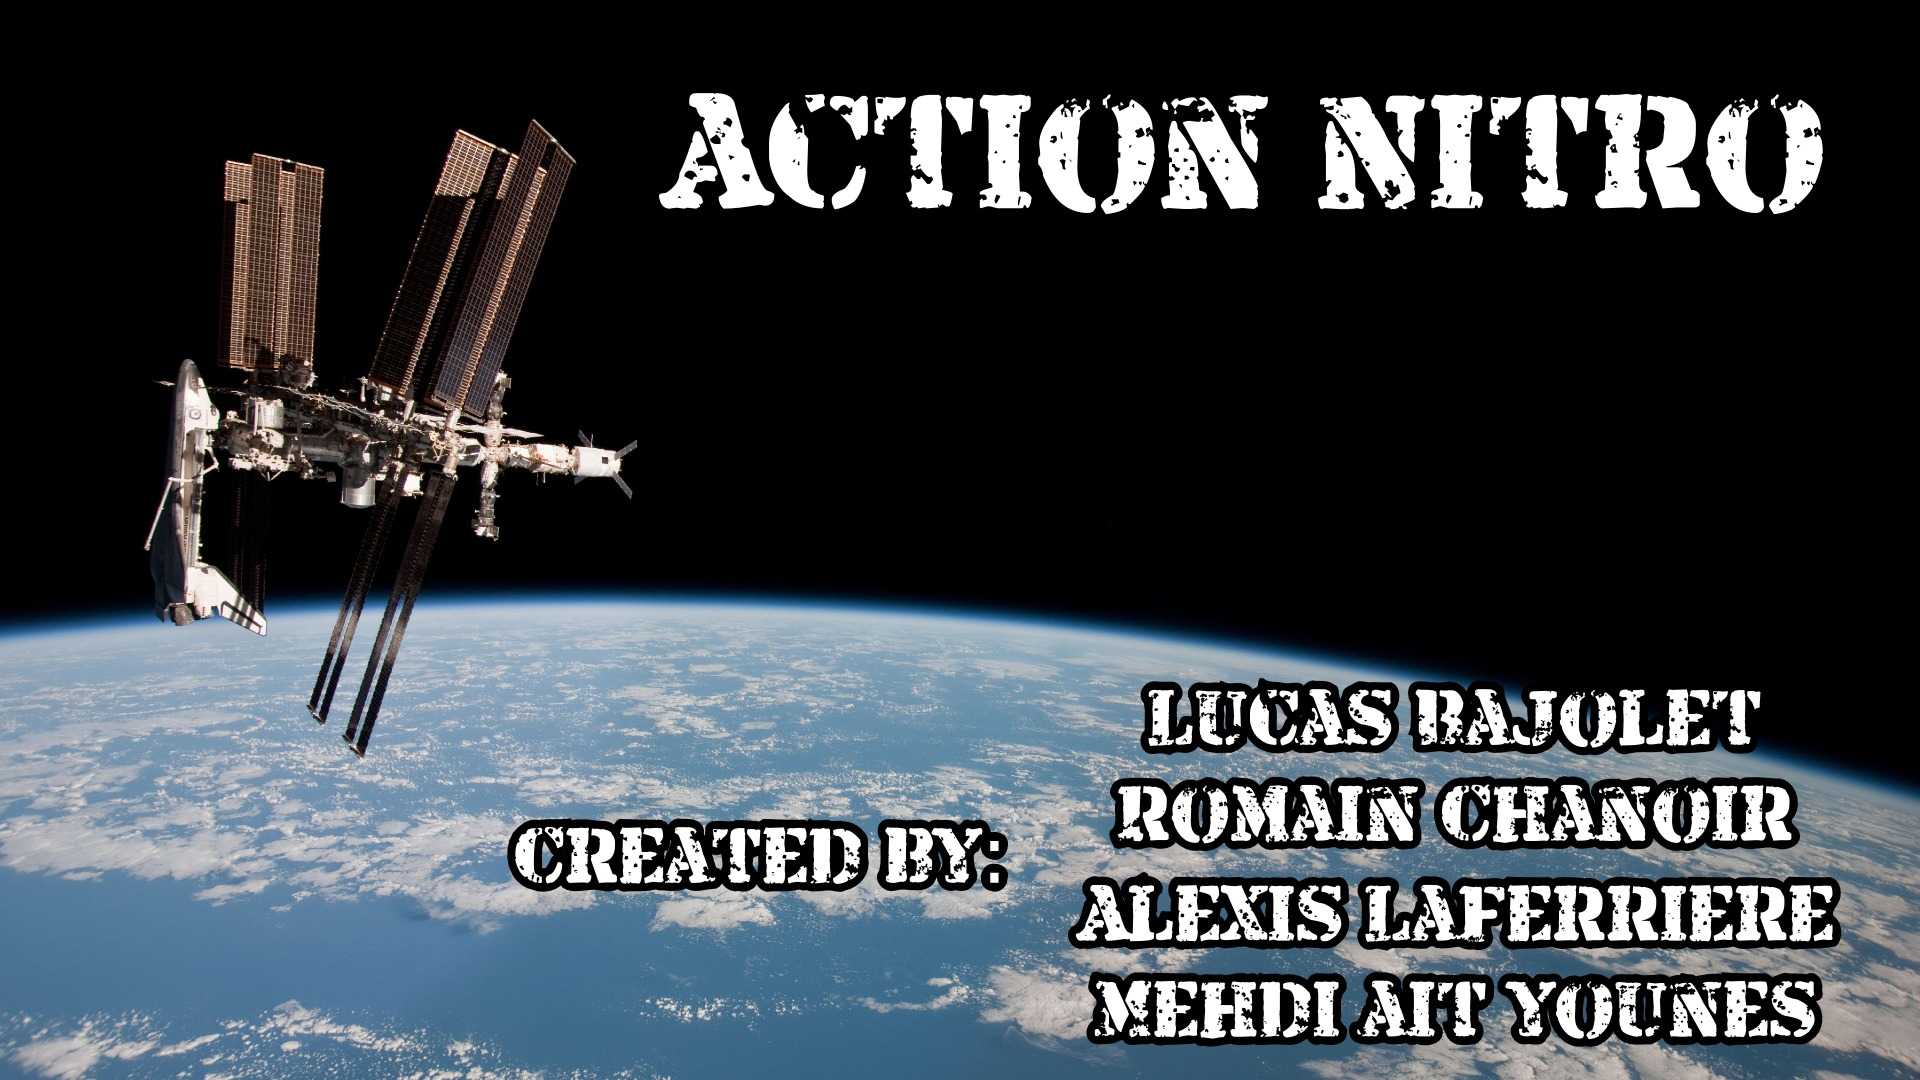 ACTION NITRO
CREATED BY:
LUCAS BAJOLET
ROMAIN CHANOIR
ALEXIS LAFERRIERE
MEHDI AIT YOUNES